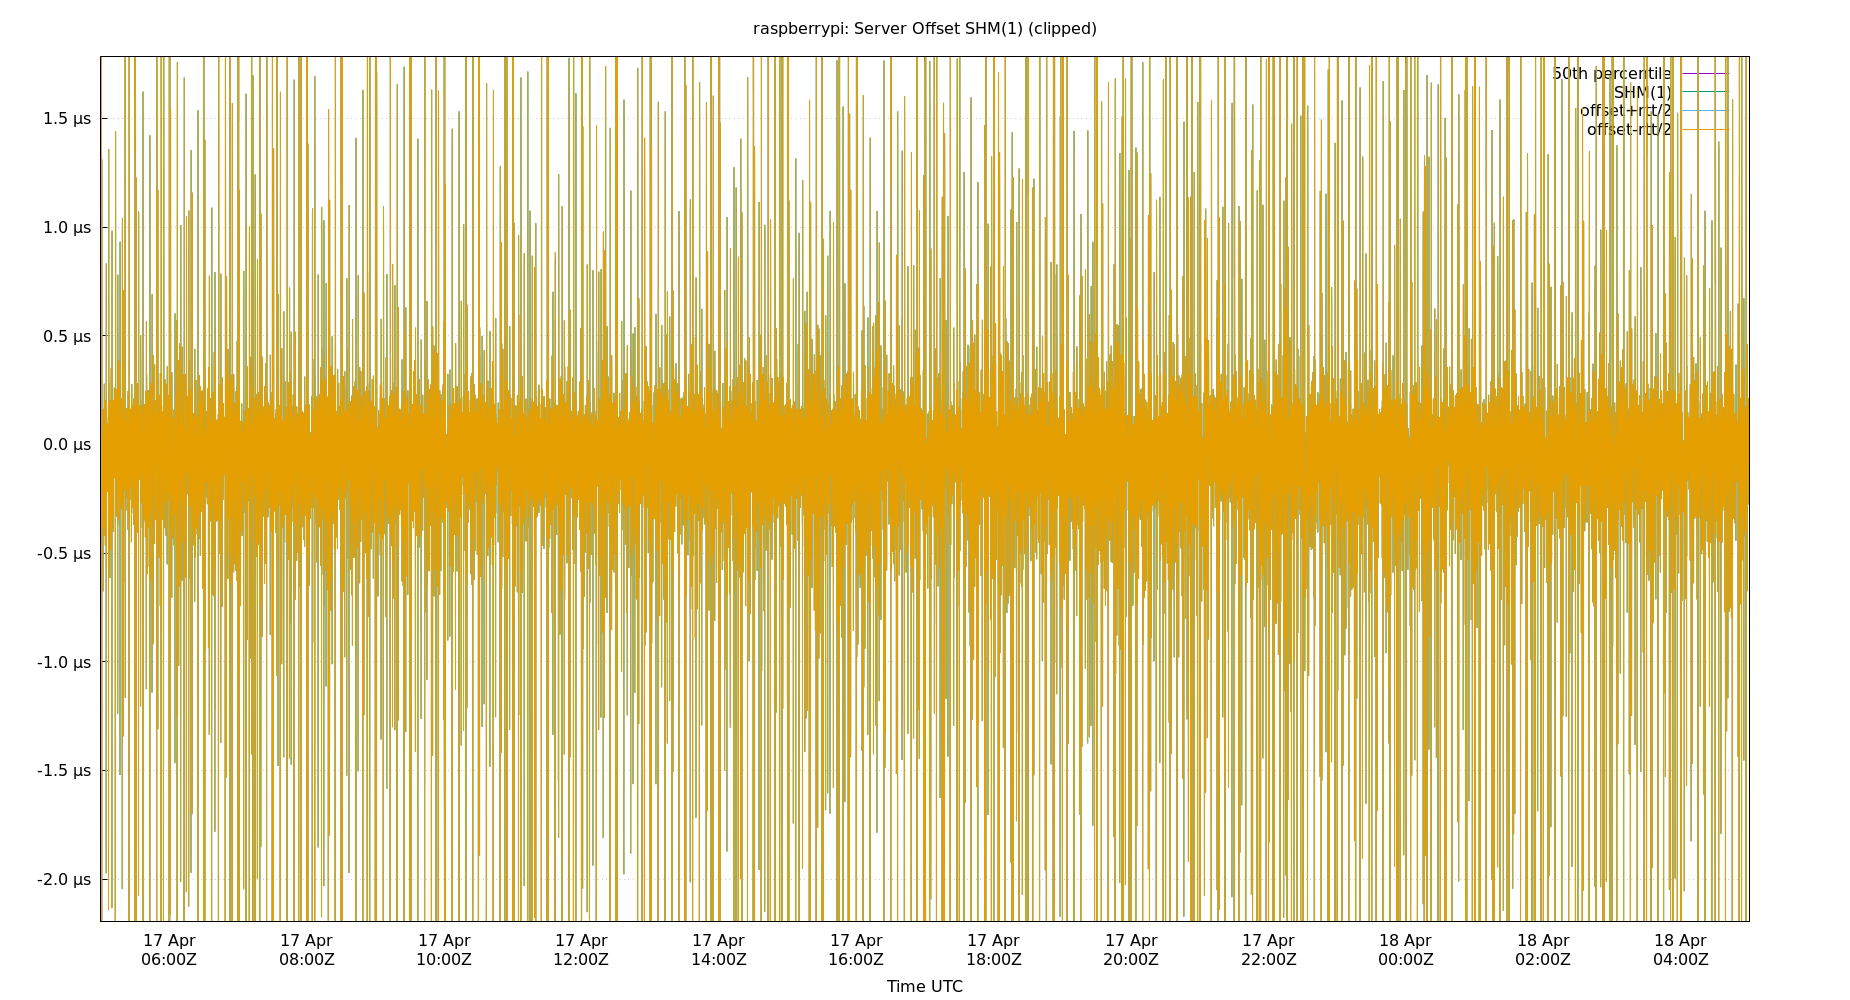 raspberrypi: Server Offset SHM(1) (clipped)
50th percentile
SHM(1)
offset+rtt/2
offset-rtt/2
1.5 µs
1.0 µs
0.5 µs
0.0 µs
-0.5 µs
-1.0 µs
-1.5 µs
-2.0 µs
17 Apr 17 Apr 17 Apr 17 Apr 17 Apr 17 Apr 17 Apr 17 Apr 17 Apr 18 Apr 18 Apr 18 Apr
06:00Z 08:00Z 10:00Z 12:00Z 14:00Z 16:00Z 18:00Z 20:00Z 22:00Z 00:00Z 02:00Z 04:00Z
Time UTC